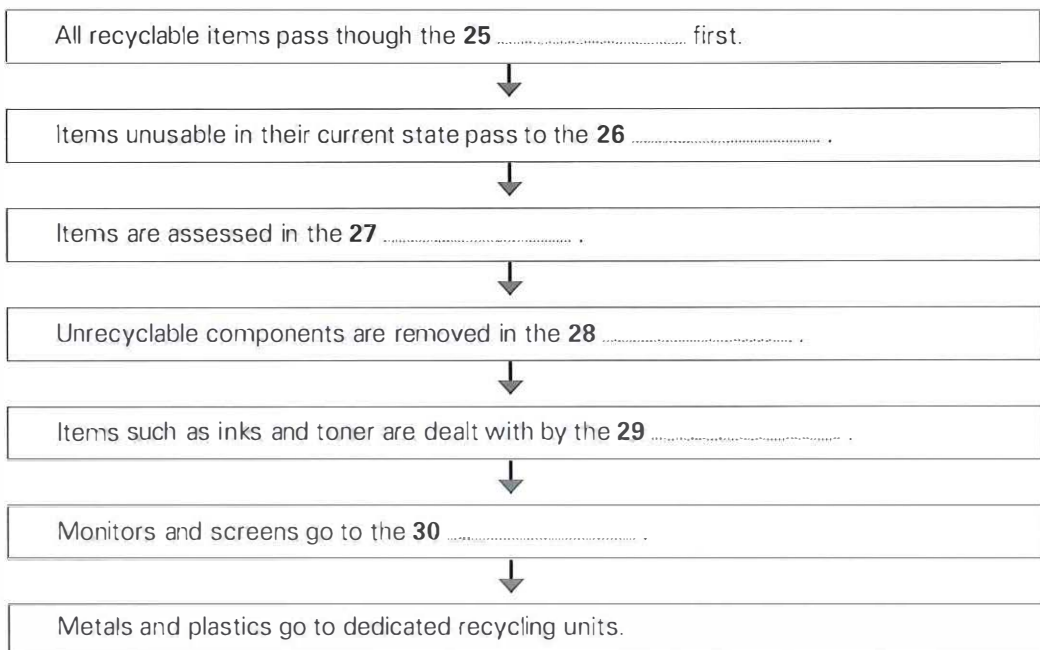 All recyclable items pass though the 25 ........................ first.
Items unusable in their current state pass to the 26 ........................ .
Items are assessed in the 27 ........................ .
Unrecyclable components are removed in the 28 ........................ .
Items such as inks and toner are dealt with by the 29 ........................ .
Monitors and screens go to the 30 ........................ .
Metals and plastics go to dedicated recycling units.